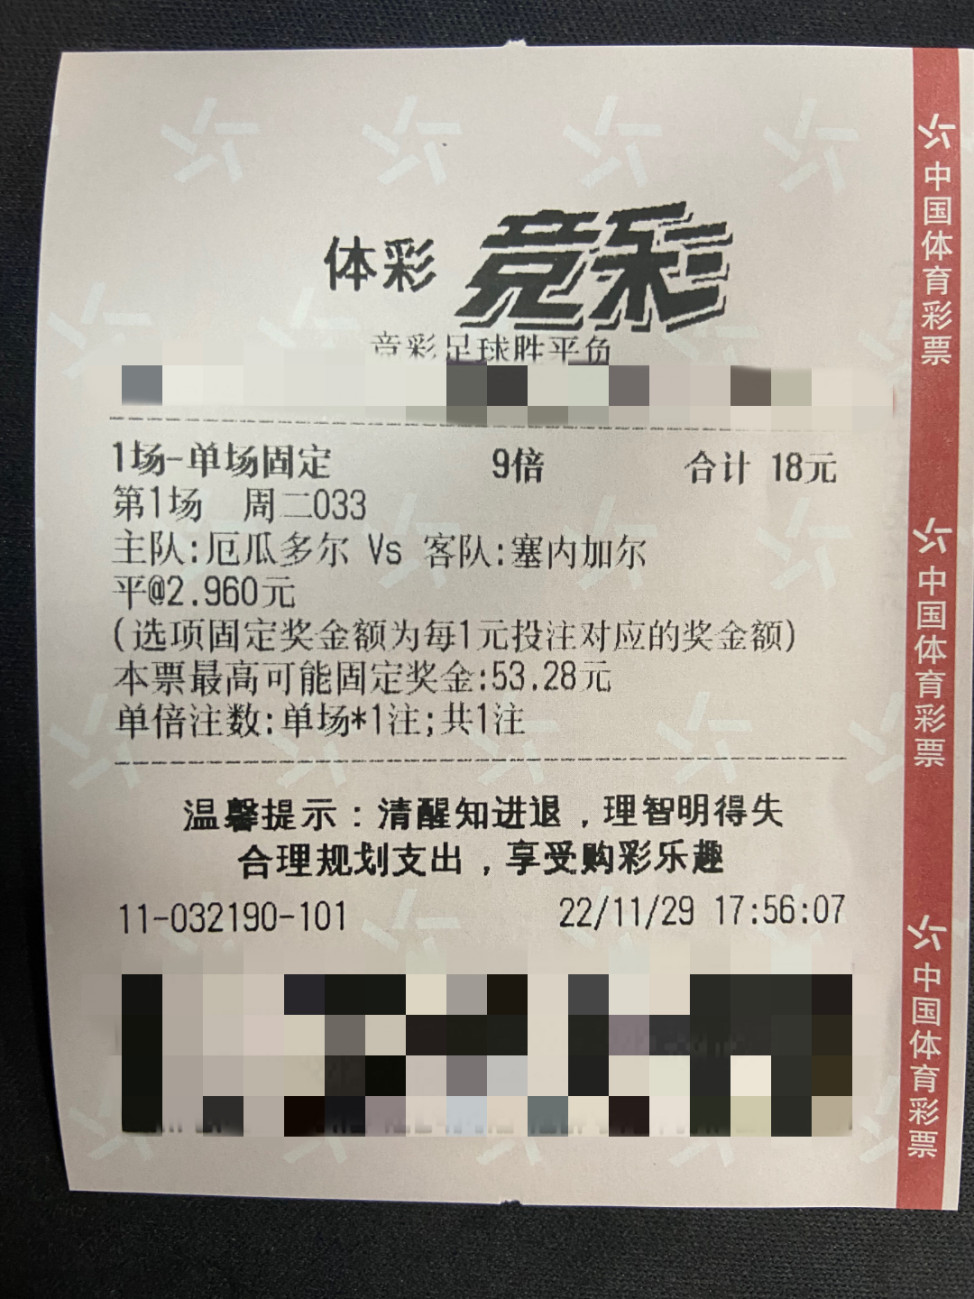 体彩 竞彩
竞彩足球胜平负
1场-单场固定 9倍 合计 18元
第1场 周二033
主队:厄瓜多尔 Vs 客队:塞内加尔
平@2.960元
(选项固定奖金额为每1元投注对应的奖金额)
本票最高可能固定奖金:53.28元
单倍注数:单场*1注;共1注
温馨提示：清醒知进退，理智明得失
合理规划支出，享受购彩乐趣
11-032190-101 22/11/29 17:56:07
中国体育彩票
中国体育彩票
中国体育彩票